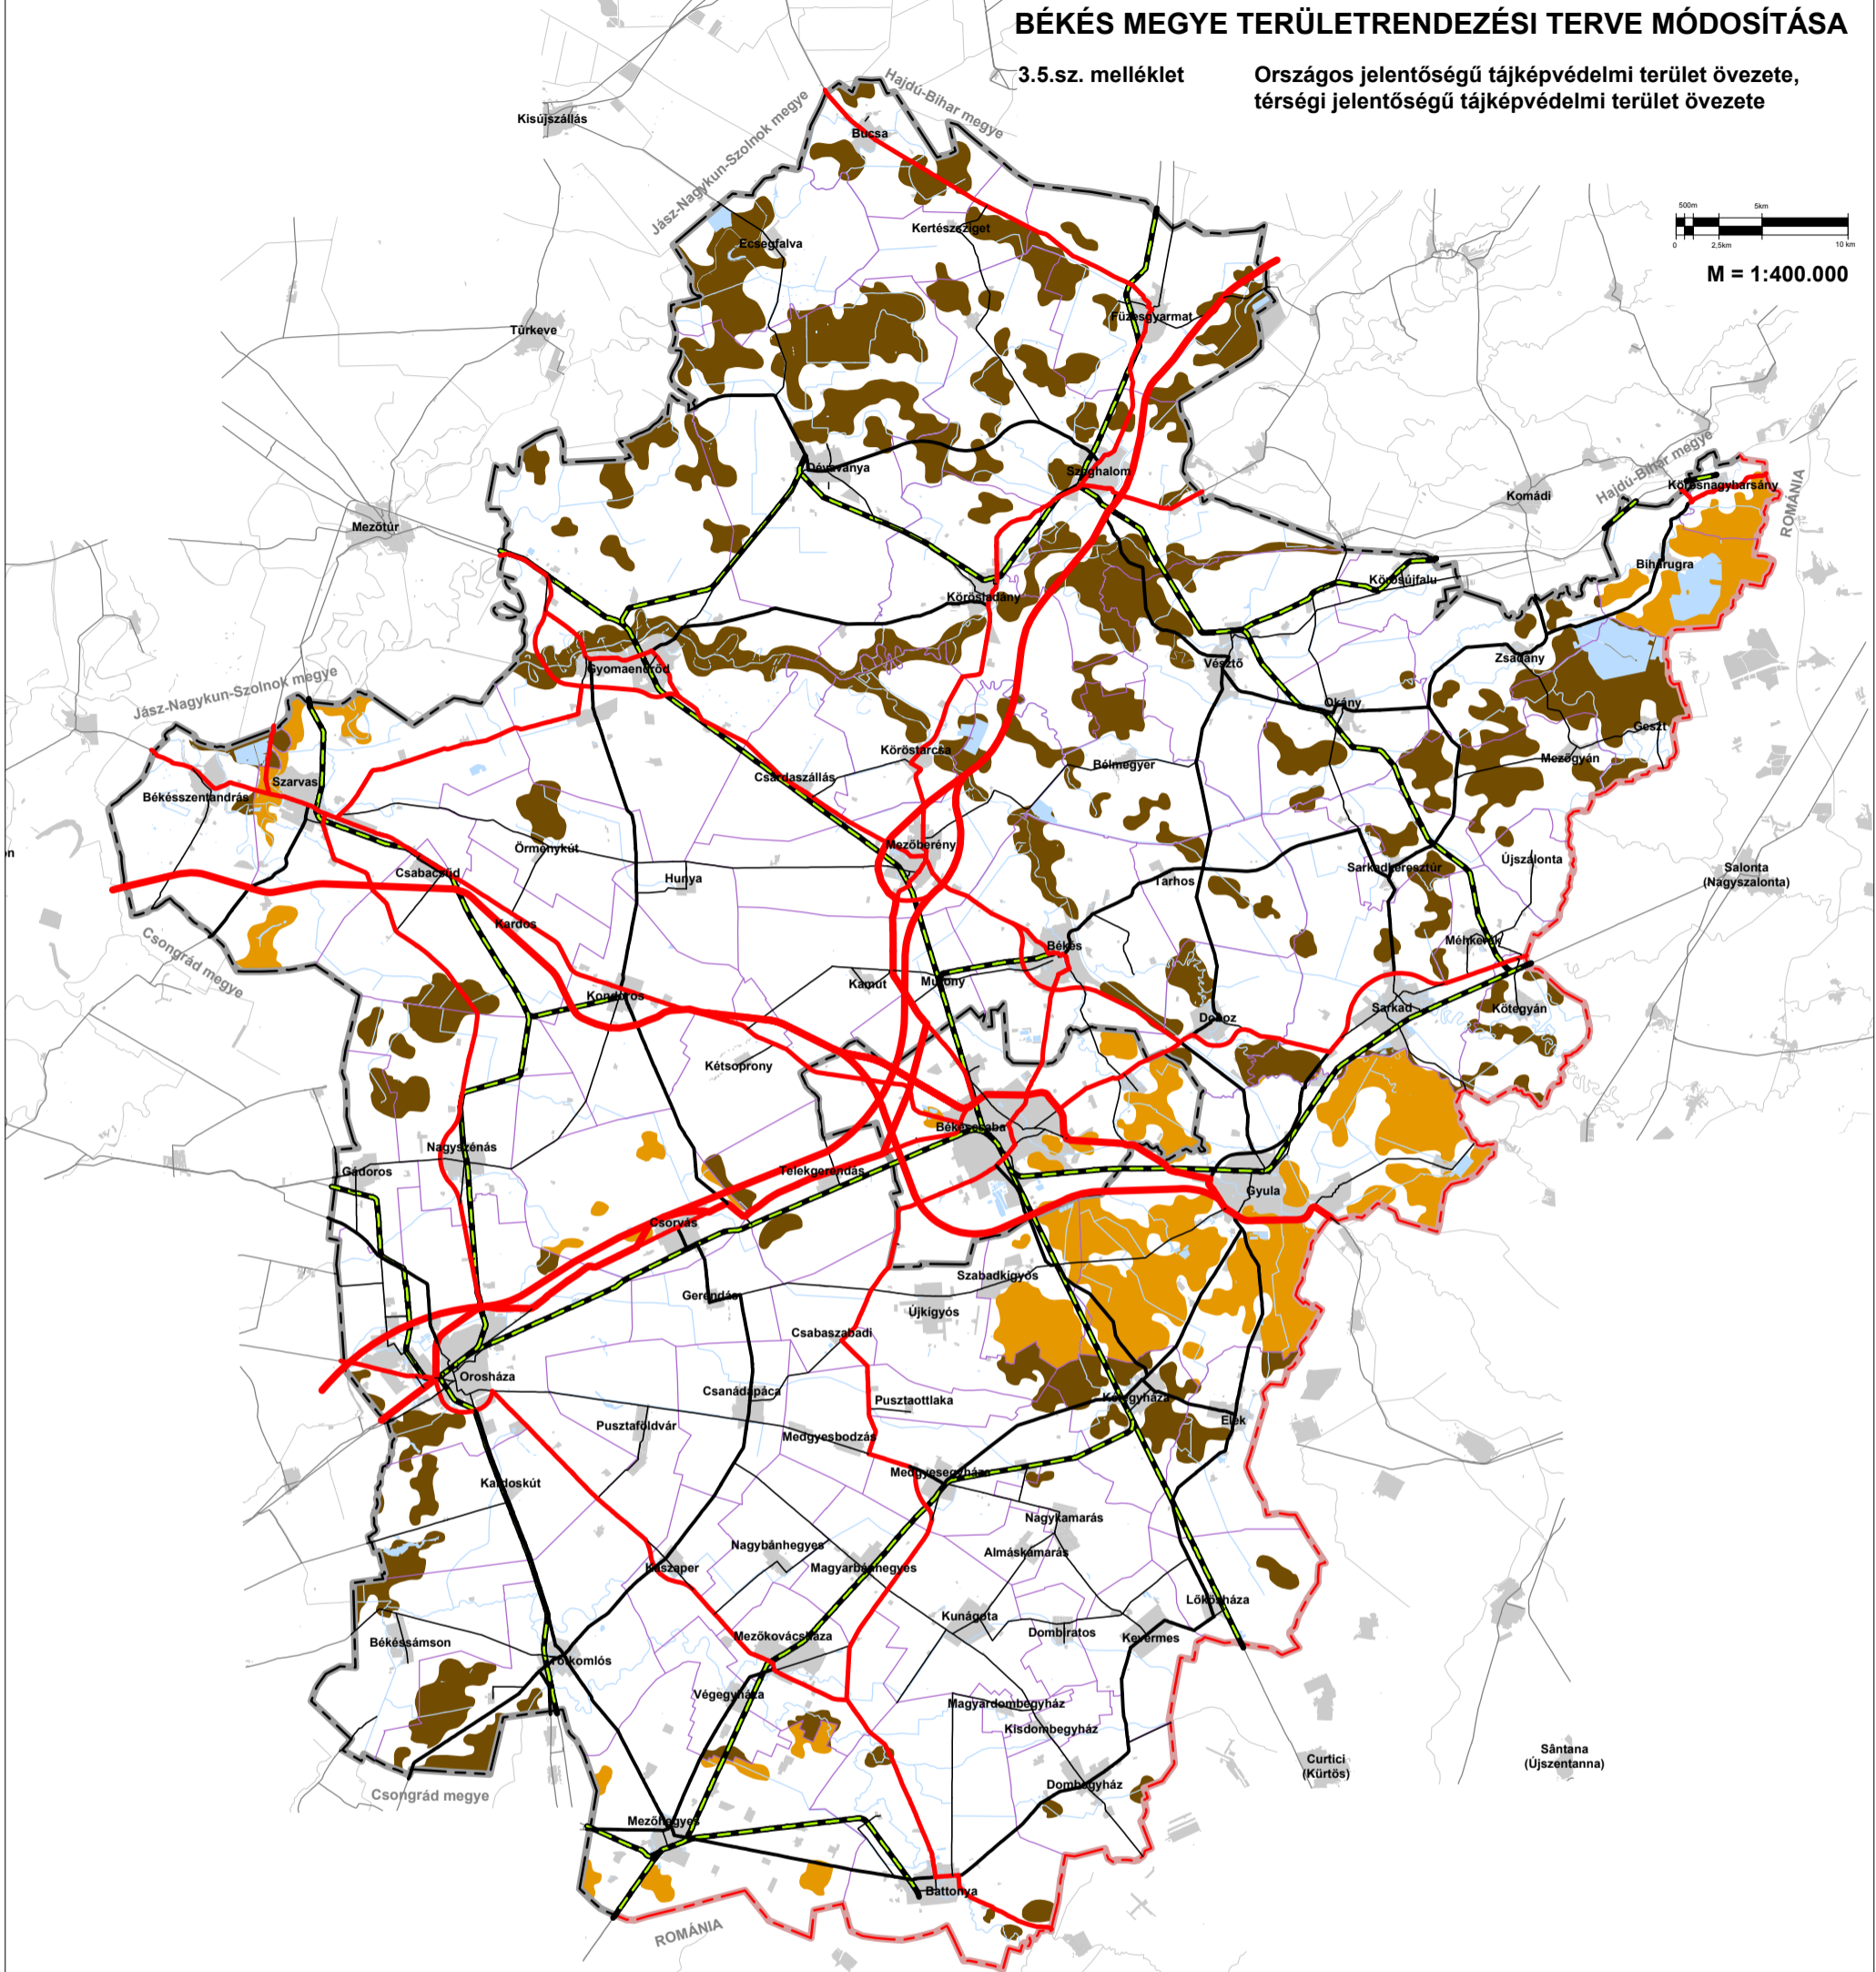 BÉKÉS MEGYE TERÜLETRENDEZÉSI TERVE MÓDOSÍTÁSA
3.5.sz. melléklet
Országos jelentőségű tájképvédelmi terület övezete,
térségi jelentőségű tájképvédelmi terület övezete
500m 5km
0 2,5km 10 km
M = 1:400.000
Hajdú-Bihar megye
Jász-Nagykun-Szolnok megye
Kisújszállás
Bucsa
Kertészsziget
Ecsegfalva
Füzesgyarmat
Túrkeve
Dévaványa
Szeghalom
Hajdú-Bihar megye
Körösnagyharsány
ROMÁNIA
Komádi
Mezőtúr
Biharugra
Körösújfalu
Körösladány
Gyomaendrőd
Vésztő
Zsadány
Jász-Nagykun-Szolnok megye
Okány
Geszt
Köröstarcsa
Mezőgyán
Bélmegyer
Csárdaszállás
Szarvas
Békésszentandrás
Mezőberény
Örménykút
Csabacsűd
Hunya
Tarhos
Sarkadkeresztúr
Újszalonta
Salonta
(Nagyszalonta)
Kardos
Csongrád megye
Békés
Méhkerék
Kamut
Murony
Kondoros
Doboz
Sarkad
Kötegyán
Kétsoprony
Békéscsaba
Nagyszénás
Gádoros
Telekgerendás
Gyula
Csorvás
Szabadkígyós
Gerendás
Újkígyós
Csabaszabadi
Orosháza
Csanádapáca
Pusztaottlaka
Kétegyháza
Elek
Pusztaföldvár
Medgyesbodzás
Medgyesegyháza
Kardoskút
Nagykamarás
Nagybánhegyes
Almáskamarás
Kaszaper
Magyarbánhegyes
Lőkösháza
Kunágota
Dombiratos
Kevermes
Békéssámson
Mezőkovácsháza
Tótkomlós
Végegyháza
Magyardombegyház
Kisdombegyház
Curtici
(Kürtös)
Sântana
(Újszentanna)
Dombegyház
Csongrád megye
Mezőhegyes
Battonya
ROMÁNIA